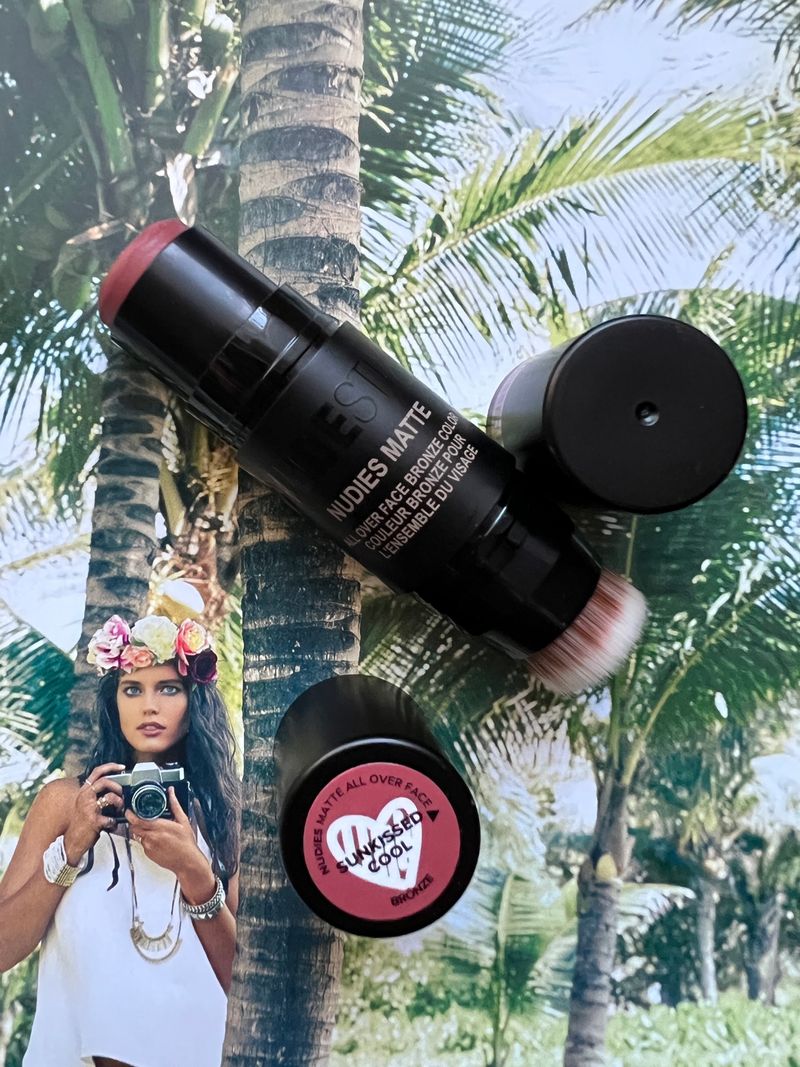 NUDIES MATTE
ALL OVER FACE BRONZE COLOR
COULEUR BRONZE POUR
L'ENSEMBLE DU VISAGE
NUDIES MATTE ALL OVER FACE
SUNKISSED
COOL
BRONZE